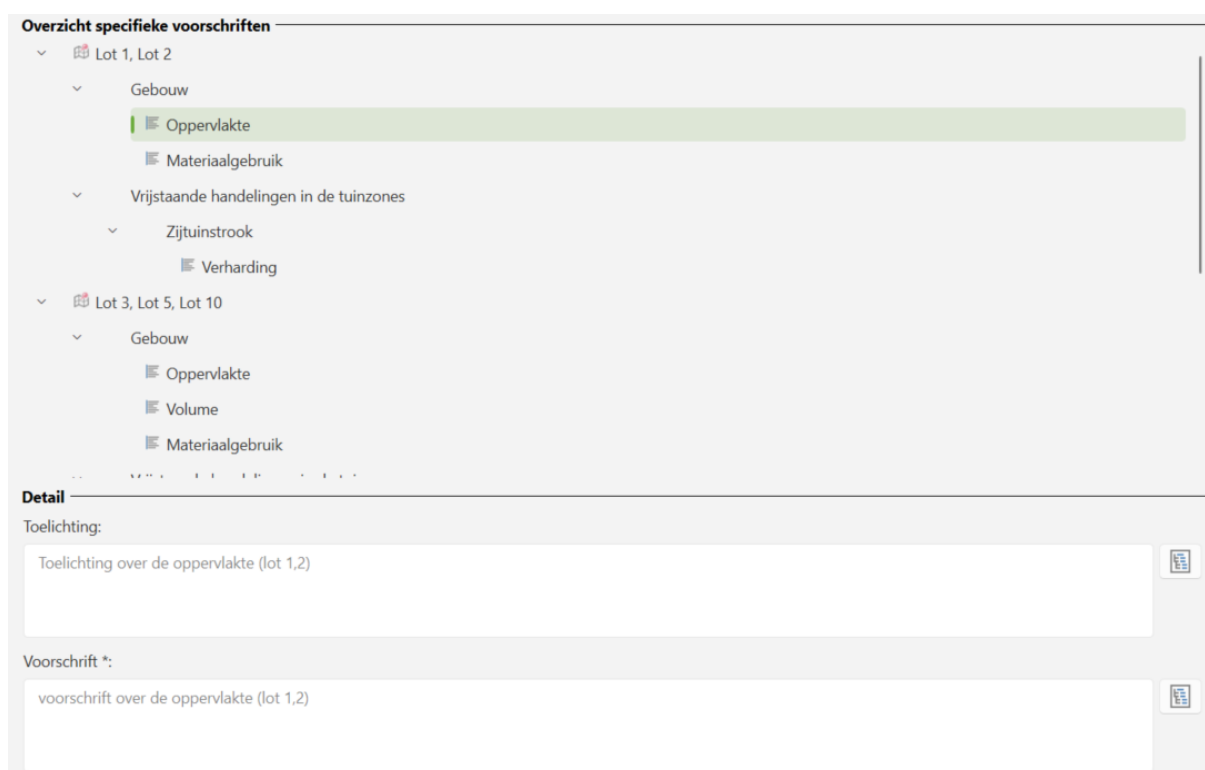 Overzicht specifieke voorschriften
Lot 1, Lot 2
Gebouw
Oppervlakte
Materiaalgebruik
Vrijstaande handelingen in de tuinzones
Zijtuinstrook
Verharding
Lot 3, Lot 5, Lot 10
Gebouw
Oppervlakte
Volume
Materiaalgebruik
Detail
Toelichting:
Toelichting over de oppervlakte (lot 1,2)
Voorschrift *:
voorschrift over de oppervlakte (lot 1,2)